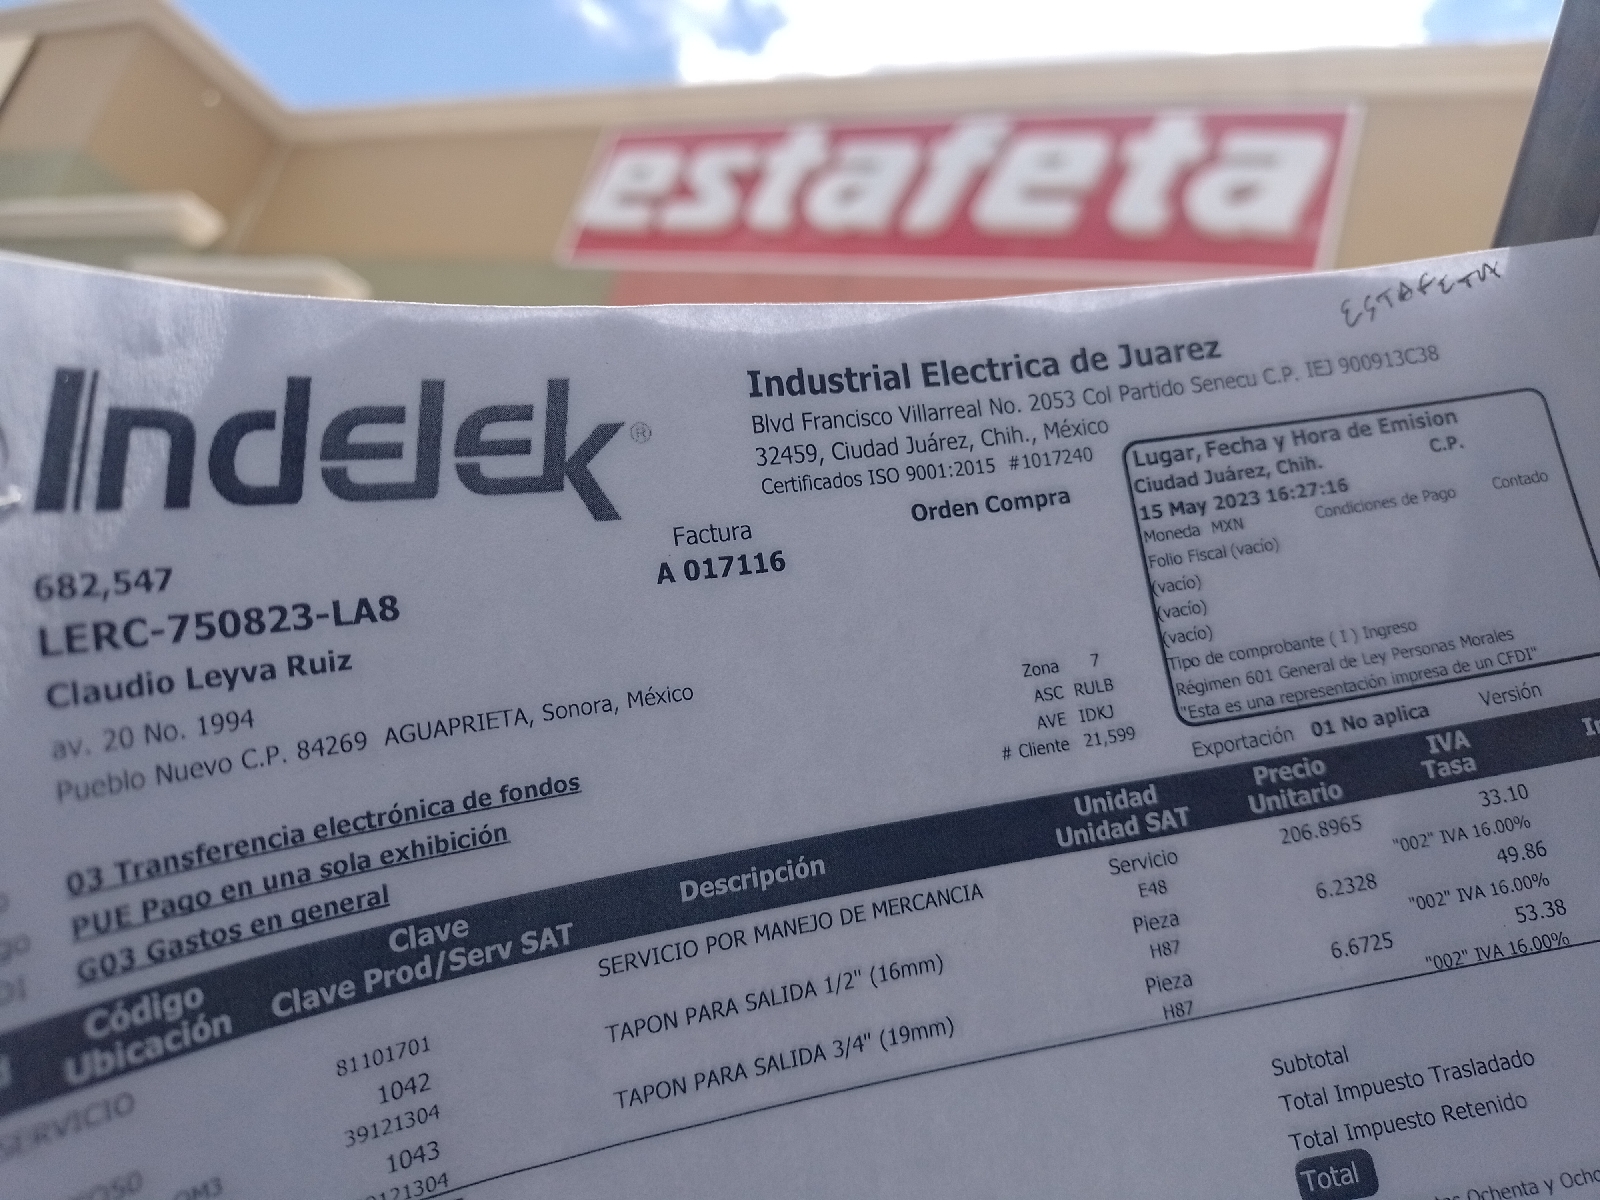 estafeta
ESTAFETA
Indelek®
Industrial Electrica de Juarez
Blvd Francisco Villarreal No. 2053 Col Partido Senecu C.P. IEJ 900913C38
32459, Ciudad Juárez, Chih., México
Certificados ISO 9001:2015 #1017240
Orden Compra
Factura
A 017116
Lugar, Fecha y Hora de Emision
Ciudad Juárez, Chih. C.P.
15 May 2023 16:27:16
Moneda MXN Condiciones de Pago Contado
Folio Fiscal (vacío)
(vacío)
(vacío)
(vacío)
Tipo de comprobante ( I ) Ingreso
Régimen 601 General de Ley Personas Morales
"Esta es una representación impresa de un CFDI"
682,547
LERC-750823-LA8
Claudio Leyva Ruiz
av. 20 No. 1994
Pueblo Nuevo C.P. 84269 AGUAPRIETA, Sonora, México
Zona 7
ASC RULB
AVE IDKJ
# Cliente 21,599
Exportación 01 No aplica Versión
03 Transferencia electrónica de fondos
PUE Pago en una sola exhibición
G03 Gastos en general
Código Clave Descripción Unidad Precio IVA
Ubicación Clave Prod/Serv SAT Unidad SAT Unitario Tasa
SERVICIO SERVICIO POR MANEJO DE MERCANCIA Servicio 206.8965 33.10
81101701 E48 "002" IVA 16.00%
1042 TAPON PARA SALIDA 1/2" (16mm) Pieza 6.2328 49.86
39121304 H87 "002" IVA 16.00%
1043 TAPON PARA SALIDA 3/4" (19mm) Pieza 6.6725 53.38
H87 "002" IVA 16.00%
Subtotal
Total Impuesto Trasladado
Total Impuesto Retenido
Total
Ochenta y Ocho